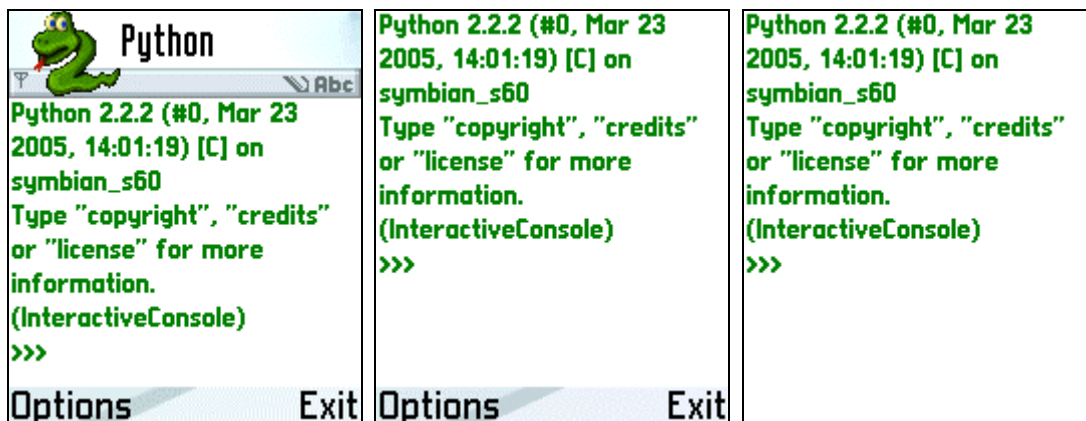 Python
Abc
Python 2.2.2 (#0, Mar 23
2005, 14:01:19) [C] on
symbian_s60
Type "copyright", "credits"
or "license" for more
information.
(InteractiveConsole)
>>>
Options Exit
Python 2.2.2 (#0, Mar 23
2005, 14:01:19) [C] on
symbian_s60
Type "copyright", "credits"
or "license" for more
information.
(InteractiveConsole)
>>>
Options Exit
Python 2.2.2 (#0, Mar 23
2005, 14:01:19) [C] on
symbian_s60
Type "copyright", "credits"
or "license" for more
information.
(InteractiveConsole)
>>>